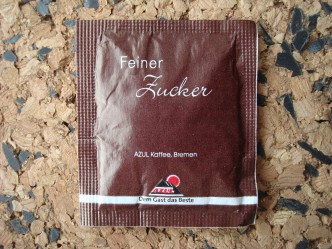 Feiner
Zucker
AZUL Kaffee, Bremen
AZUL
Dem Gast das Beste